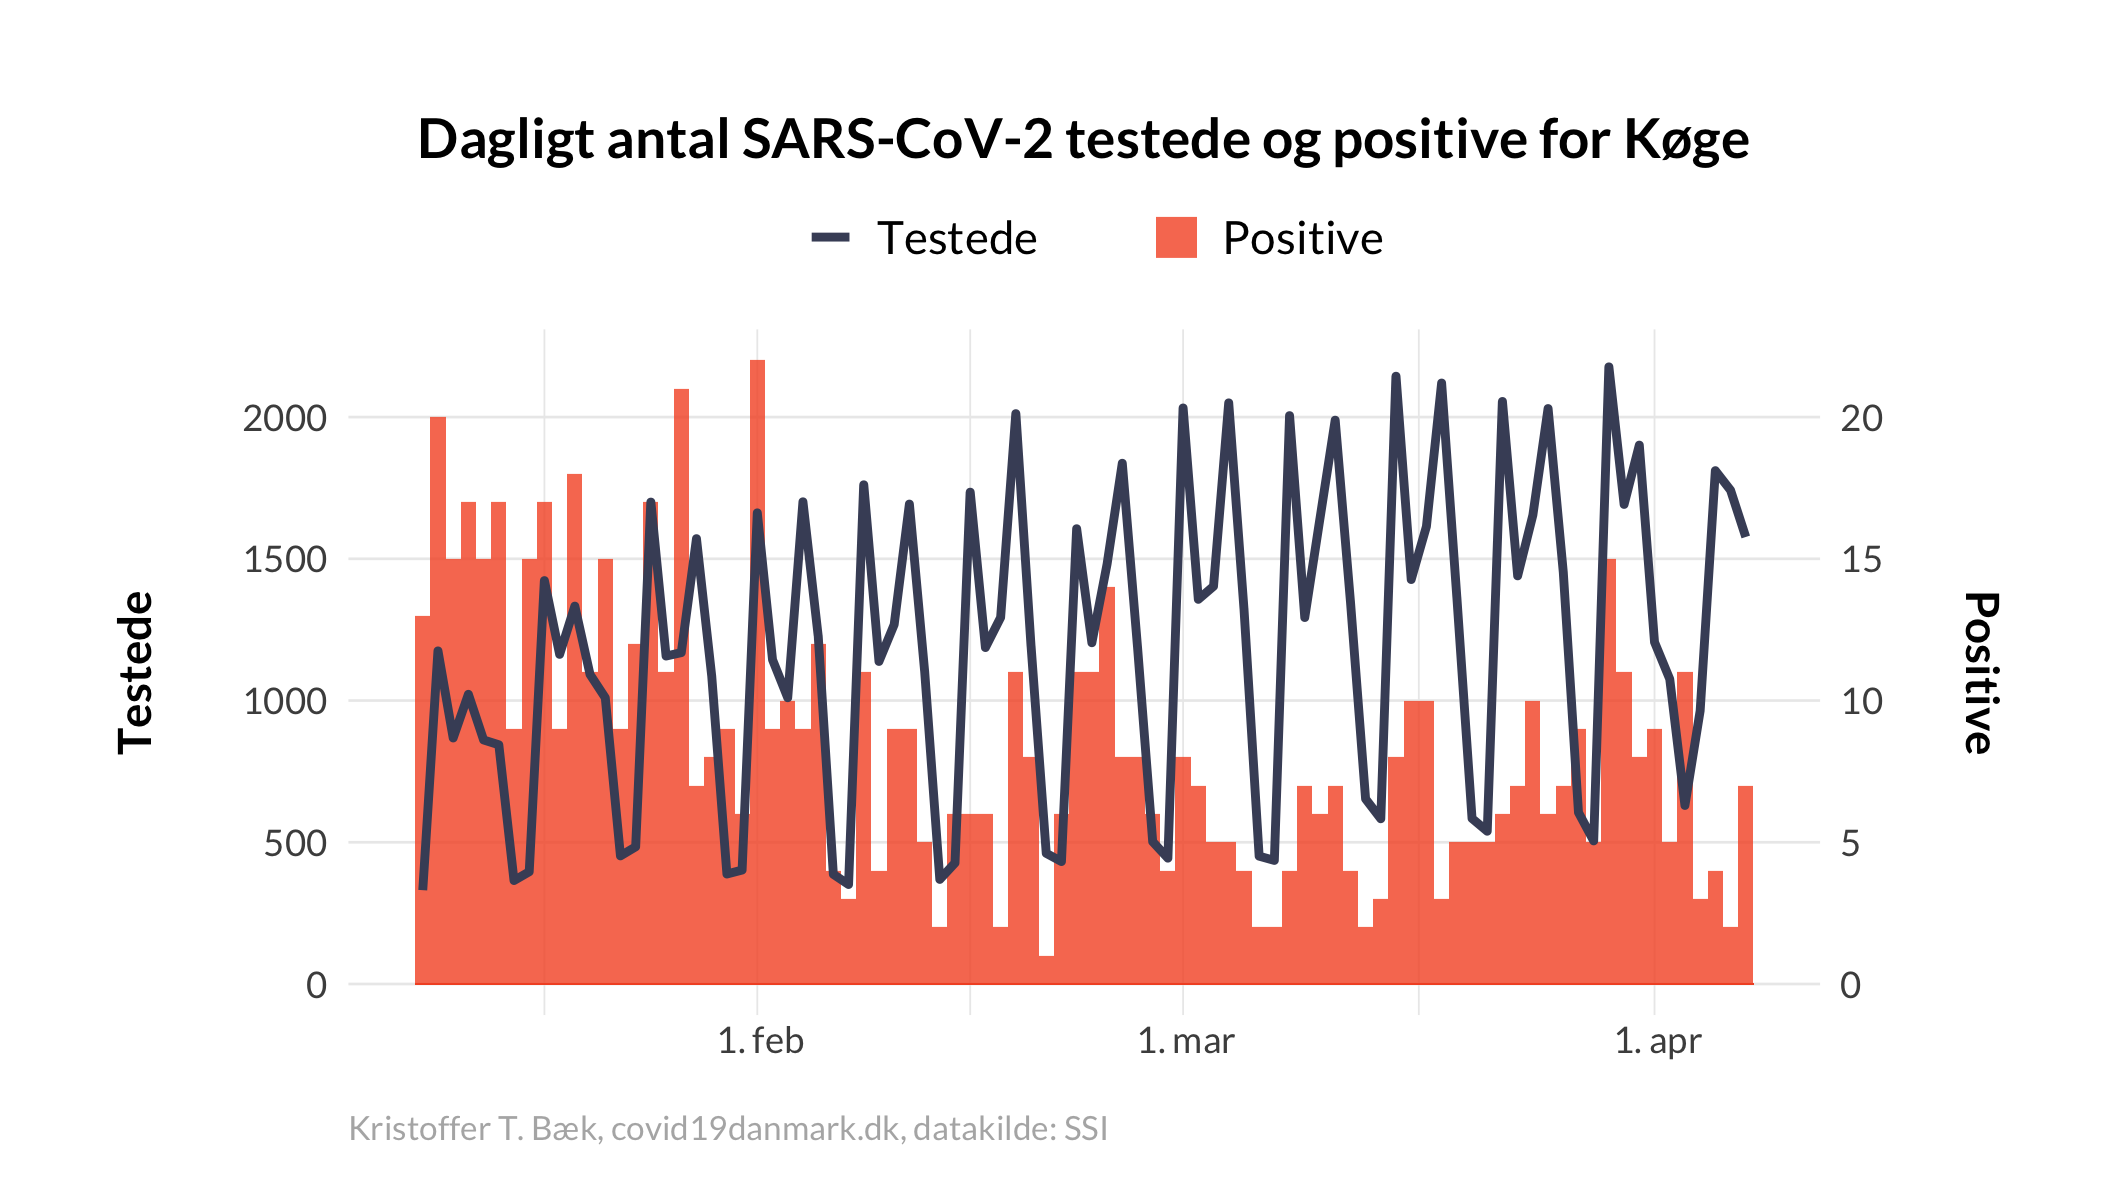 Dagligt antal SARS-CoV-2 testede og positive for Køge
Testede
Positive
2000
1500
1000
500
0
20
15
10
5
0
Testede
Positive
1. feb
1. mar
1. apr
Kristoffer T. Bæk, covid19danmark.dk, datakilde: SSI